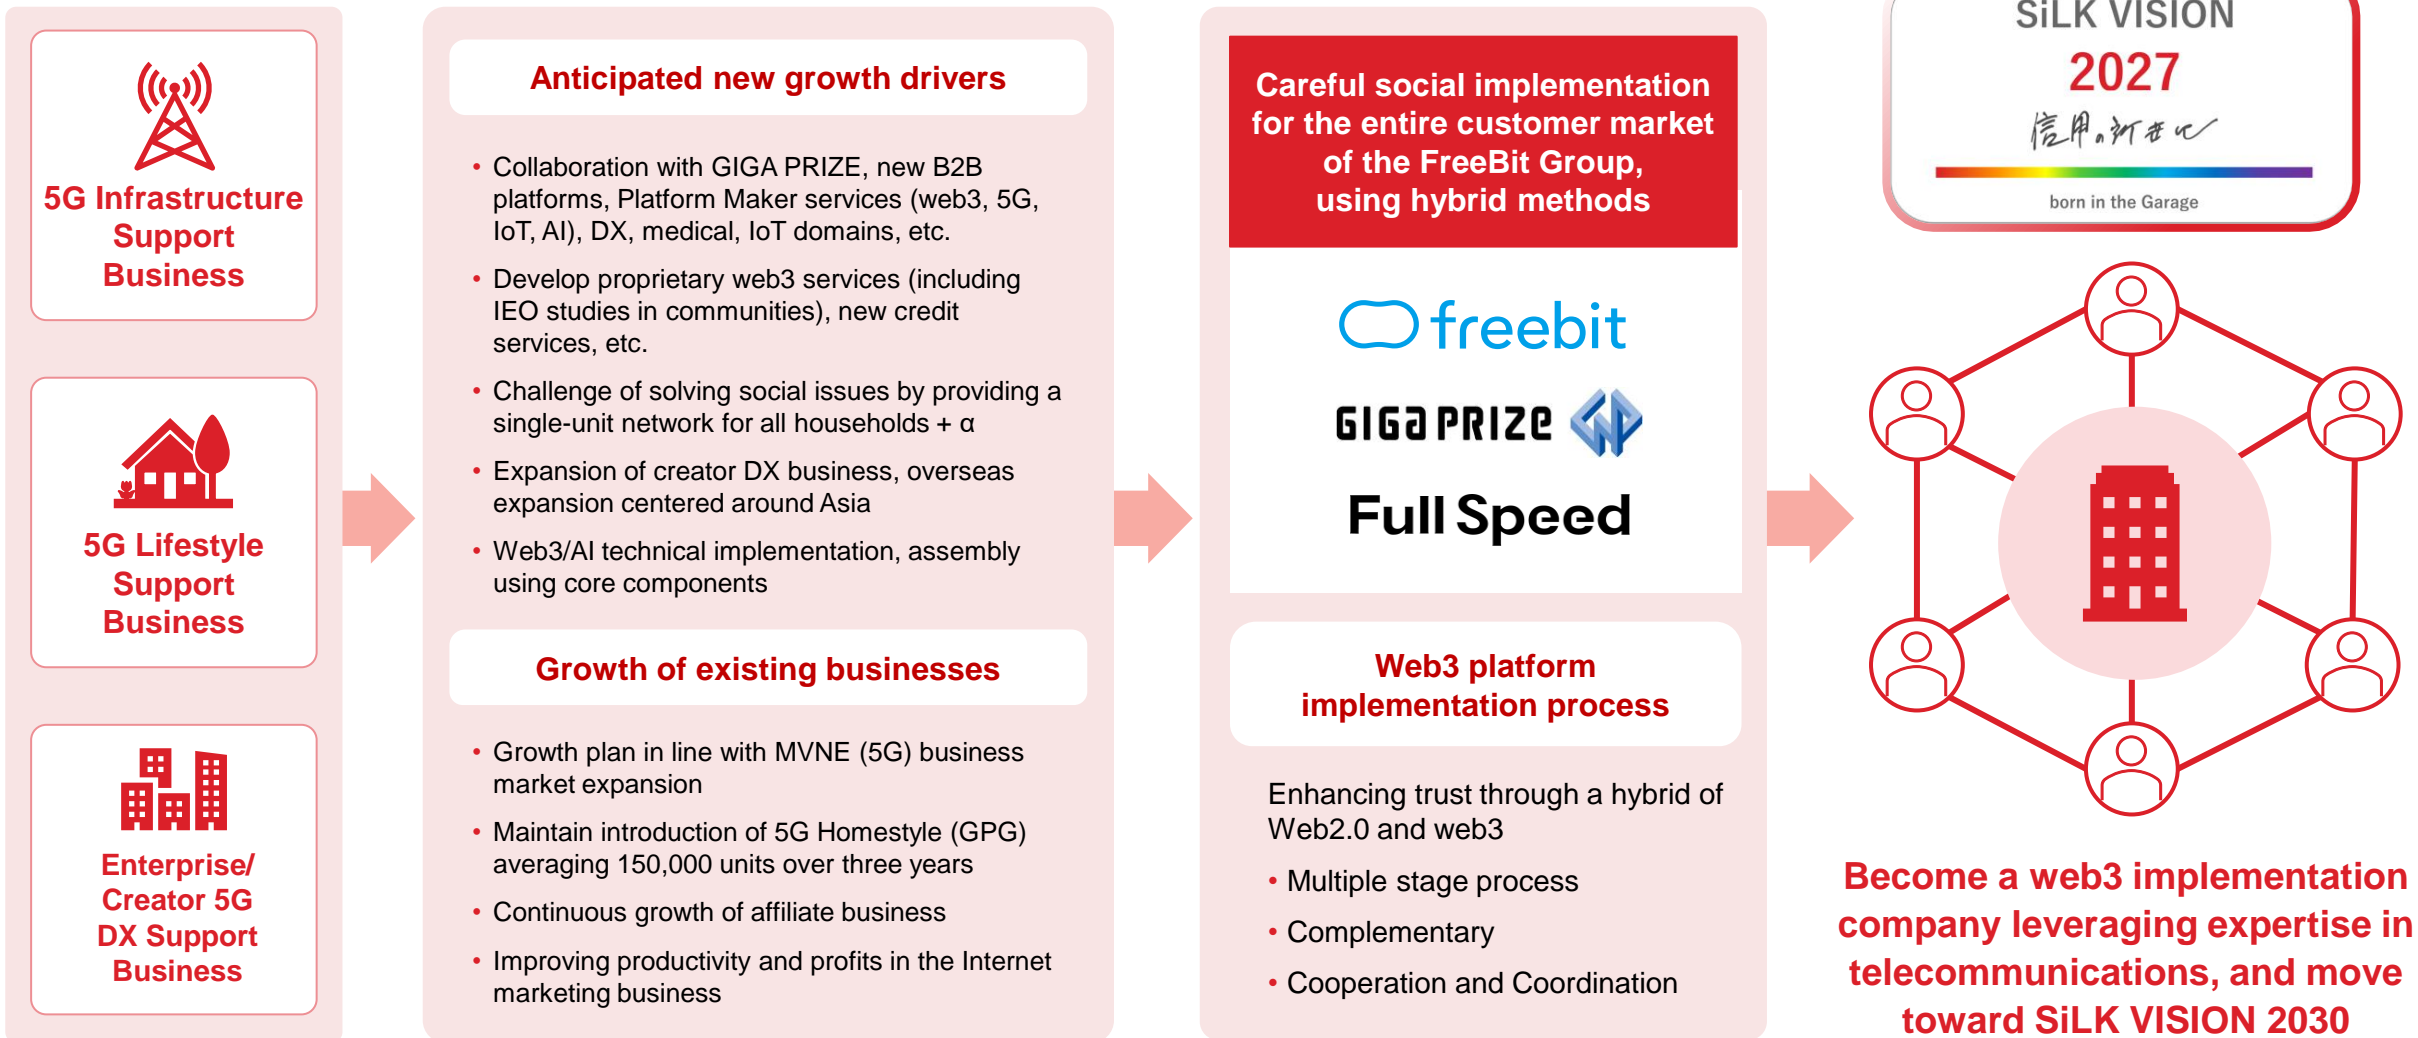 5G Infrastructure
Support
Business
5G Lifestyle
Support
Business
Enterprise/
Creator 5G
DX Support
Business
Anticipated new growth drivers
• Collaboration with GIGA PRIZE, new B2B
platforms, Platform Maker services (web3, 5G,
IoT, AI), DX, medical, IoT domains, etc.
• Develop proprietary web3 services (including
IEO studies in communities), new credit
services, etc.
• Challenge of solving social issues by providing a
single-unit network for all households + α
• Expansion of creator DX business, overseas
expansion centered around Asia
• Web3/AI technical implementation, assembly
using core components
Growth of existing businesses
• Growth plan in line with MVNE (5G) business
market expansion
• Maintain introduction of 5G Homestyle (GPG)
averaging 150,000 units over three years
• Continuous growth of affiliate business
• Improving productivity and profits in the Internet
marketing business
Careful social implementation
for the entire customer market
of the FreeBit Group,
using hybrid methods
freebit
GIGA PRIZE
Full Speed
Web3 platform
implementation process
Enhancing trust through a hybrid of
Web2.0 and web3
• Multiple stage process
• Complementary
• Cooperation and Coordination
SiLK VISION
2027
信用の新世紀
born in the Garage
Become a web3 implementation
company leveraging expertise in
telecommunications, and move
toward SiLK VISION 2030